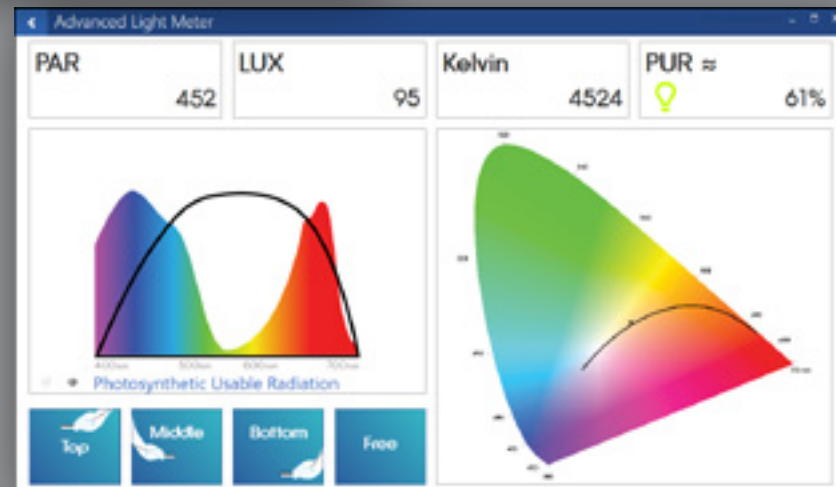 Advanced Light Meter
PAR
452
LUX
95
Kelvin
4524
PUR ≈
61%
400nm
500nm
600nm
700nm
Photosynthetic Usable Radiation
Top
Middle
Bottom
Free